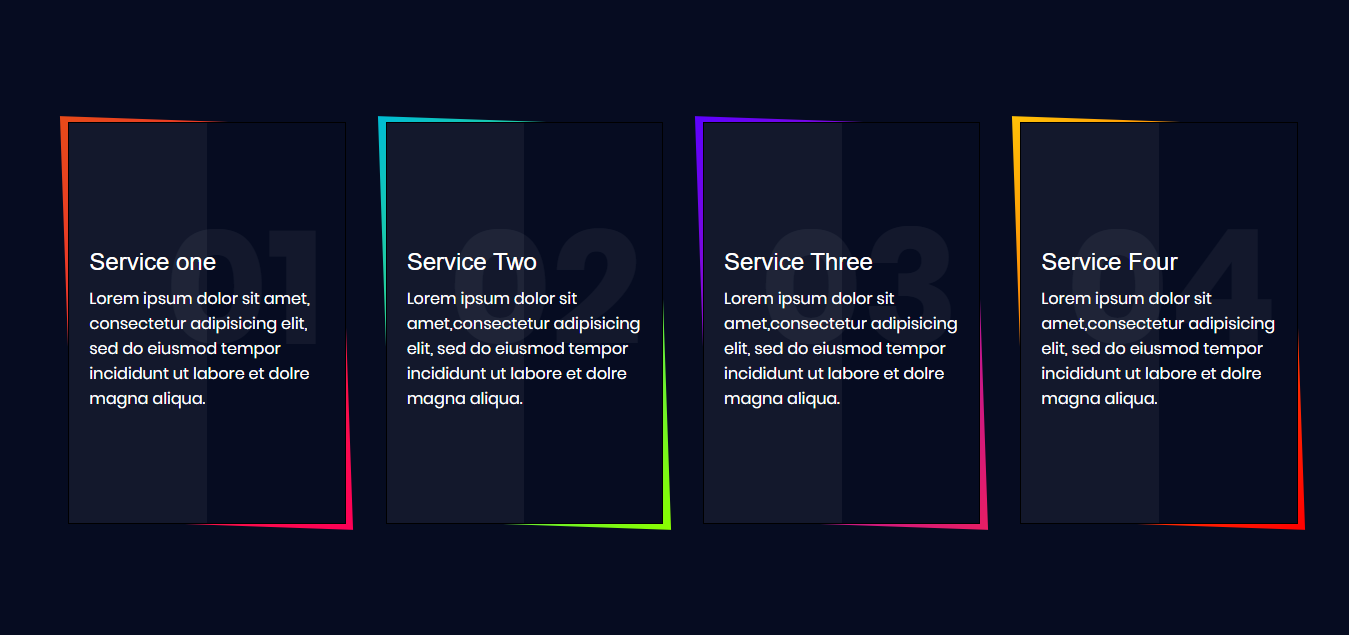 01
Service one
Lorem ipsum dolor sit amet,
consectetur adipisicing elit,
sed do eiusmod tempor
incididunt ut labore et dolre
magna aliqua.
02
Service Two
Lorem ipsum dolor sit
amet,consectetur adipisicing
elit, sed do eiusmod tempor
incididunt ut labore et dolre
magna aliqua.
03
Service Three
Lorem ipsum dolor sit
amet,consectetur adipisicing
elit, sed do eiusmod tempor
incididunt ut labore et dolre
magna aliqua.
04
Service Four
Lorem ipsum dolor sit
amet,consectetur adipisicing
elit, sed do eiusmod tempor
incididunt ut labore et dolre
magna aliqua.